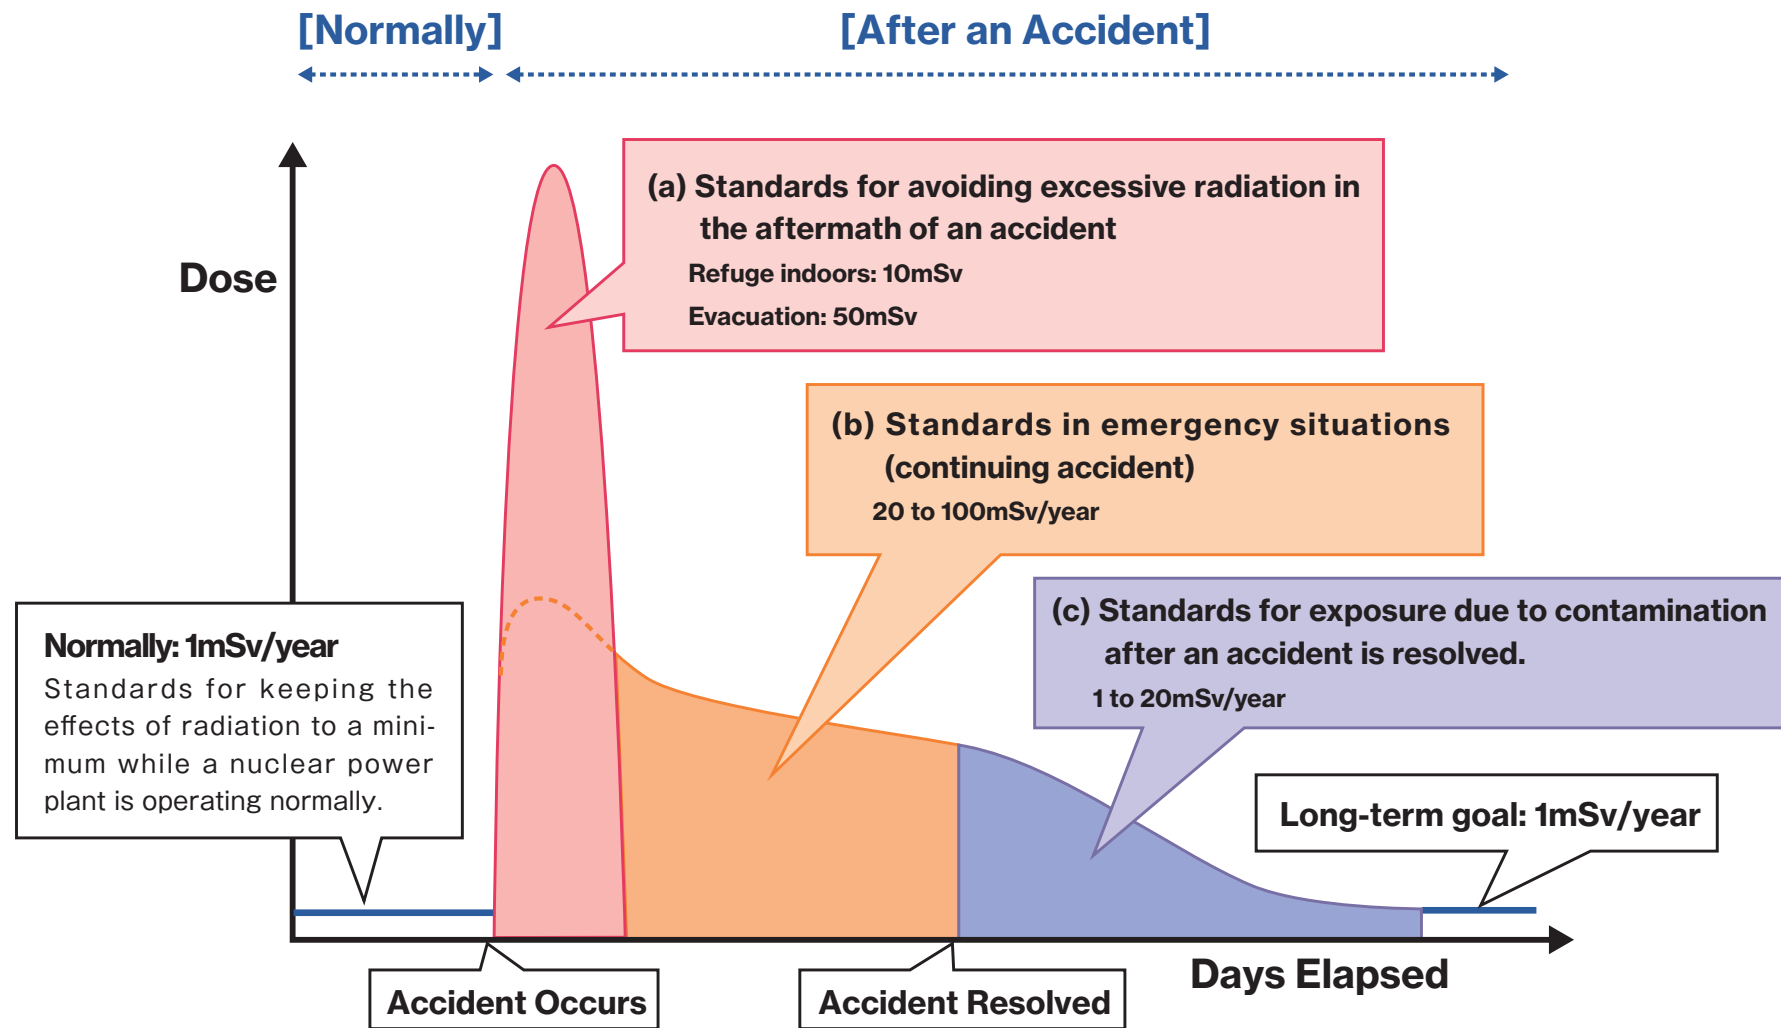 [Normally]
[After an Accident]
Dose
(a) Standards for avoiding excessive radiation in
the aftermath of an accident
Refuge indoors: 10mSv
Evacuation: 50mSv
(b) Standards in emergency situations
(continuing accident)
20 to 100mSv/year
(c) Standards for exposure due to contamination
after an accident is resolved.
1 to 20mSv/year
Normally: 1mSv/year
Standards for keeping the
effects of radiation to a mini-
mum while a nuclear power
plant is operating normally.
Long-term goal: 1mSv/year
Accident Occurs
Accident Resolved
Days Elapsed